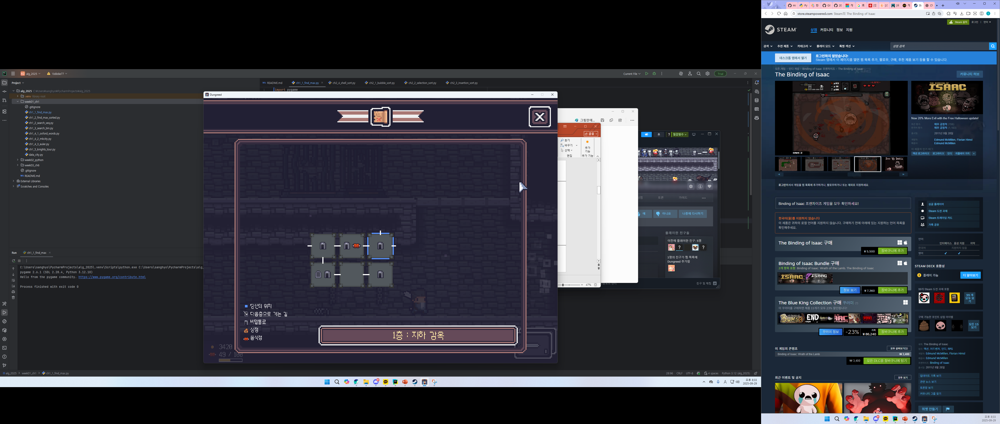 alg_2025
1b8b8e77
Current File
Trial
Project
README.md
ch1_1_find_max.py
ch2_4_shell_sort.py
ch2_1_bubble_sort.py
ch2_2_selection_sort.py
ch2_3_insertion_sort.py
1
import pygame
alg_2025 C:\Users\sanghyo\PycharmProjects\alg_2025
.venv library root
week01_ch1
.gitignore
ch1_1_find_max.py
ch1_2_find_max_sorted.py
ch1_2_search_seq.py
ch1_3_search_bin.py
ch1_4_1_oxford_words.py
ch1_4_2_mkcity.py
ch1_4_3_euler.py
ch1_5_knights_tour.py
data_city.py
week02_python
week03_ch6
.gitignore
README.md
External Libraries
Scratches and Consoles
Run
ch1_1_find_max
C:\Users\sanghyo\PycharmProjects\alg_2025\.venv\Scripts\python.exe C:\Users\sanghyo\PycharmProjects\alg_
pygame 2.6.1 (SDL 2.28.4, Python 3.12.10)
Hello from the pygame community. https://www.pygame.org/contribute.html
Process finished with exit code 0
alg_2025 > week01_ch1 > ch1_1_find_max.py
28:96 CRLF UTF-8 4 spaces Python 3.12 (alg_2025)
Dungreed
당신의 위치
다음층으로 가는 길
비밀통로
상점
음식점
1층 : 지하 감옥
3420
49 / 100
그림판에...
공유
찾기
바꾸기
선택
편집
추가
기능
추가 기능
47%
멀감뱅수
상점
토론
가이드
예
아니요
나중에 다시하기
플레이한 친구들
이전에 플레이한 친구: 5명
1명의 친구가 찜 목록에
Dungreed 추가함
친구 및 채팅
오후 8:33
2025-09-29
store.steampowered.com Steam의 The Binding of Isaac
Steam 설치
로그인 | 언어
STEAM
상점 커뮤니티 정보 지원
검색 추천 제품 카테고리 플레이 모드 특별 섹션
상점 검색
데스크톱 앱에서 열기
로그인하지 않았습니다!
Steam 앱에서 이 페이지를 열면 찜 목록 추가, 팔로우, 구매, 추천 제품 보기 등을 할 수 있습니다.
모든 게임 > 인디 게임 > Binding of Isaac 프랜차이즈 > The Binding of Isaac
The Binding of Isaac
커뮤니티 허브
CAVE 2
THE BINDING OF
ISAAC
Now 20% More Evil with the Free Halloween update!
최근 평가: 매우 긍정적 (156)
매우 긍정적 (1,103)
출시일: 2011년 9월 28일
개발자: Edmund McMillen, Florian Himsl
배급사: Edmund McMillen
이 제품의 인기 태그:
액션 로그라이크 로그라이크 인디 리플레이 가치 +
로그인하셔서 게임을 찜 목록에 추가하거나, 팔로우하거나 또는 제외로 지정하세요.
Binding of Isaac 프랜차이즈 게임을 모두 확인하세요!
한국어(을)를 지원하지 않습니다
이 제품은 귀하의 로컬 언어를 지원하지 않습니다. 구매하기 전에 아래에 있는 지원하는 언어 목록을
확인해주세요.
The Binding of Isaac 구매
₩ 5,500
장바구니에 추가
Binding of Isaac Bundle 구매
2개 항목 포함: Binding of Isaac: Wrath of the Lamb, The Binding of Isaac
정보 보기
₩ 7,360
장바구니에 추가
The Blue King Collection 구매 꾸러미 (?)
이 꾸러미를 구매하면 제품 11개가 모두 23% 할인됩니다!
꾸러미 정보
-23%
가격:
₩ 86,240
장바구니에 추가
이 게임의 콘텐츠
모두 살펴보기(1)
Binding of Isaac: Wrath of the Lamb
₩ 3,400
₩ 3,400
모든 DLC를 장바구니에 담기
최근 이벤트 및 공지
모두 보기
싱글 플레이어
Steam 도전 과제
Steam 트레이딩 카드
가족 공유
언어:
인터페이스 음성 지원 자막
한국어 지원하지 않음
영어 ✔ ✔
STEAM DECK 호환성
플레이 가능
더 알아보기
99개 Steam 도전 과제 포함
99 개
모두 보
기
구매 가능한 포인트 상점 아이템
모든 15
보기
제목: The Binding of Isaac
장르: 액션, 어드벤처, 인디, RPG
개발자: Edmund McMillen, Florian Himsl
배급사: Edmund McMillen
프랜차이즈: Binding of Isaac
출시일: 2011년 9월 28일
업데이트 기록 보기
관련 뉴스 보기
토론장 보기
커뮤니티 그룹 찾기
위젯 만들기
오후 8:33
2025-09-29